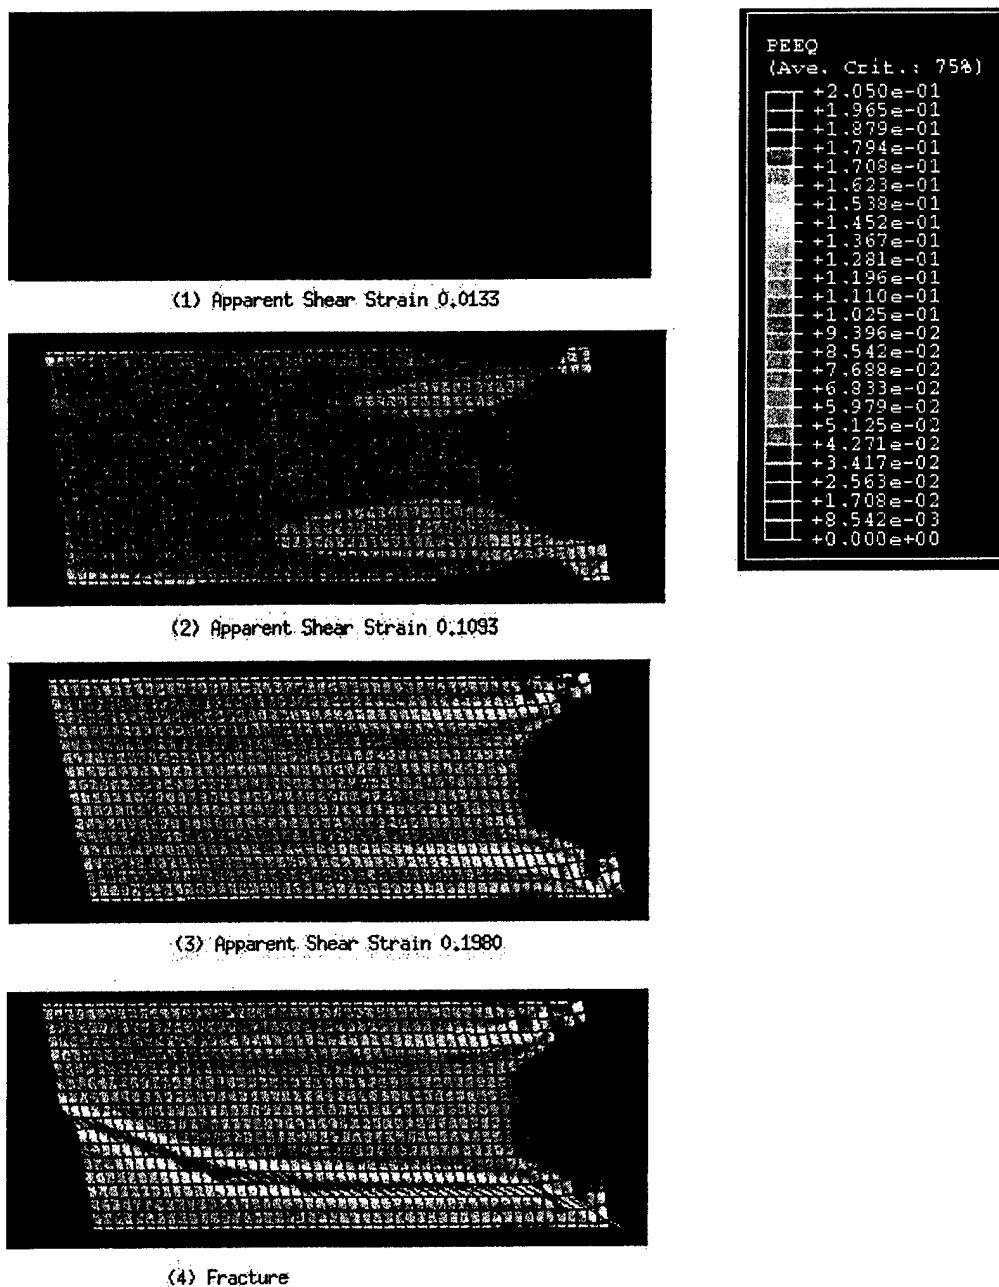 PEEQ
(Ave. Crit.: 75%)
+2.050e-01
+1.965e-01
+1.879e-01
+1.794e-01
+1.708e-01
+1.623e-01
+1.538e-01
+1.452e-01
+1.367e-01
+1.281e-01
+1.196e-01
+1.110e-01
+1.025e-01
+9.396e-02
+8.542e-02
+7.688e-02
+6.833e-02
+5.979e-02
+5.125e-02
+4.271e-02
+3.417e-02
+2.563e-02
+1.708e-02
+8.542e-03
+0.000e+00
(1) Apparent Shear Strain 0.0133
(2) Apparent Shear Strain 0.1093
(3) Apparent Shear Strain 0.1980
(4) Fracture